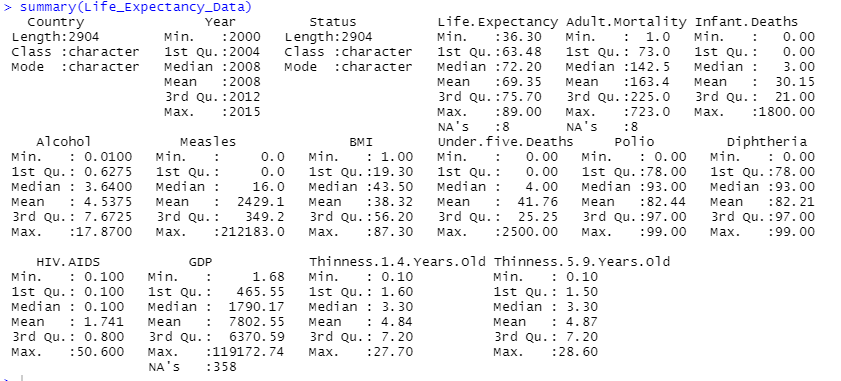 > summary(Life_Expectancy_Data)
Country Year Status Life.Expectancy Adult.Mortality Infant.Deaths
Length:2904 Min. :2000 Length:2904 Min. :36.30 Min. : 1.0 Min. : 0.00
Class :character 1st Qu.:2004 Class :character 1st Qu.:63.48 1st Qu.: 73.0 1st Qu.: 0.00
Mode :character Median :2008 Mode :character Median :72.20 Median :142.5 Median : 3.00
Mean :2008 Mean :69.35 Mean :163.4 Mean : 30.15
3rd Qu.:2012 3rd Qu.:75.70 3rd Qu.:225.0 3rd Qu.: 21.00
Max. :2015 Max. :89.00 Max. :723.0 Max. :1800.00
NA's :8 NA's :8
Alcohol Measles BMI Under.five.Deaths Polio Diphtheria
Min. : 0.0100 Min. : 0.0 Min. : 1.00 Min. : 0.00 Min. : 0.00 Min. : 0.00
1st Qu.: 0.6275 1st Qu.: 0.0 1st Qu.:19.30 1st Qu.: 0.00 1st Qu.:78.00 1st Qu.:78.00
Median : 3.6400 Median : 16.0 Median :43.50 Median : 4.00 Median :93.00 Median :93.00
Mean : 4.5375 Mean : 2429.1 Mean :38.32 Mean : 41.76 Mean :82.44 Mean :82.21
3rd Qu.: 7.6725 3rd Qu.: 349.2 3rd Qu.:56.20 3rd Qu.: 25.25 3rd Qu.:97.00 3rd Qu.:97.00
Max. :17.8700 Max. :212183.0 Max. :87.30 Max. :2500.00 Max. :99.00 Max. :99.00
HIV.AIDS GDP Thinness.1.4.Years.Old Thinness.5.9.Years.Old
Min. : 0.100 Min. : 1.68 Min. : 0.10 Min. : 0.10
1st Qu.: 0.100 1st Qu.: 465.55 1st Qu.: 1.60 1st Qu.: 1.50
Median : 0.100 Median : 1790.17 Median : 3.30 Median : 3.30
Mean : 1.741 Mean : 7802.55 Mean : 4.84 Mean : 4.87
3rd Qu.: 0.800 3rd Qu.: 6370.59 3rd Qu.: 7.20 3rd Qu.: 7.20
Max. :50.600 Max. :119172.74 Max. :27.70 Max. :28.60
NA's :358